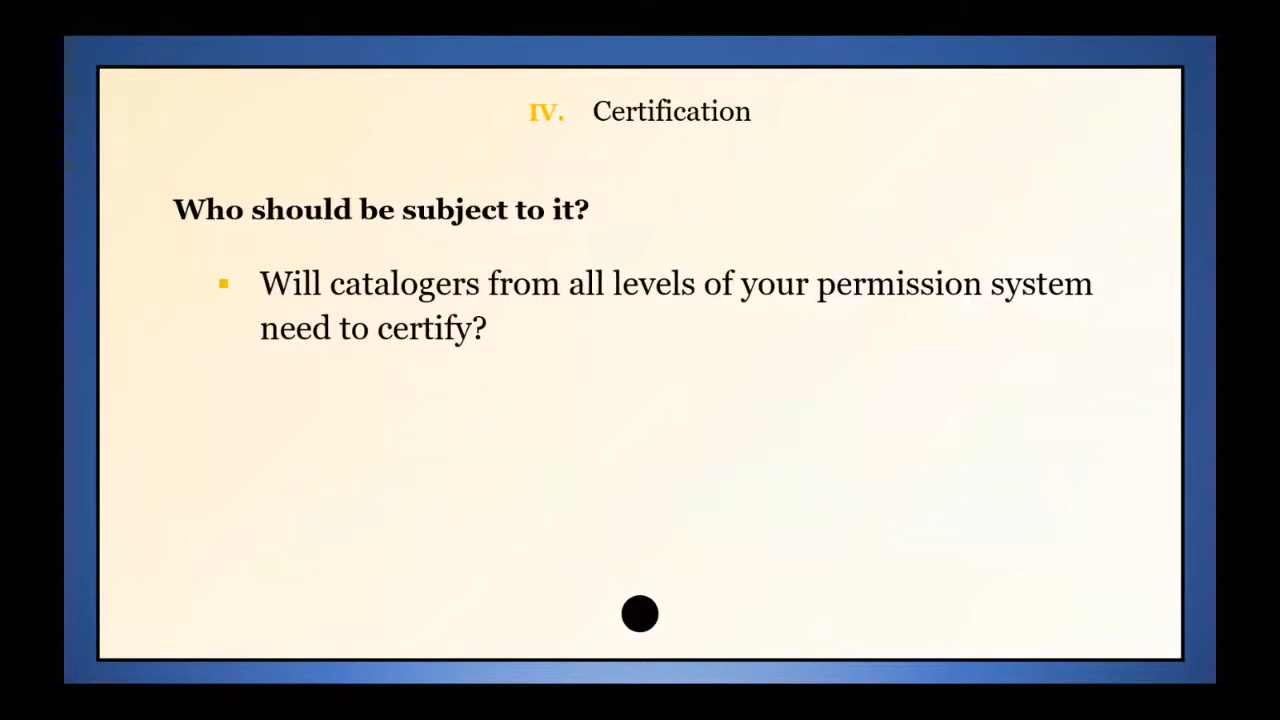 IV. Certification
Who should be subject to it?
▪ Will catalogers from all levels of your permission system
need to certify?